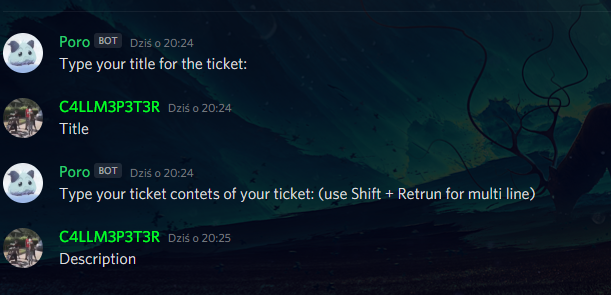 Poro BOT Dziś o 20:24
Type your title for the ticket:
C4LLM3P3T3R Dziś o 20:24
Title
Poro BOT Dziś o 20:24
Type your ticket contets of your ticket: (use Shift + Retrun for multi line)
C4LLM3P3T3R Dziś o 20:25
Description